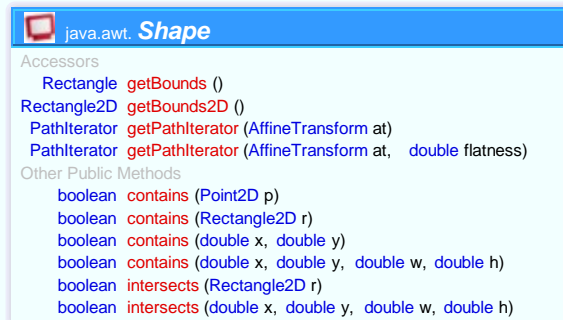 java.awt. Shape
Accessors
Rectangle getBounds ()
Rectangle2D getBounds2D ()
PathIterator getPathIterator (AffineTransform at)
PathIterator getPathIterator (AffineTransform at, double flatness)
Other Public Methods
boolean contains (Point2D p)
boolean contains (Rectangle2D r)
boolean contains (double x, double y)
boolean contains (double x, double y, double w, double h)
boolean intersects (Rectangle2D r)
boolean intersects (double x, double y, double w, double h)